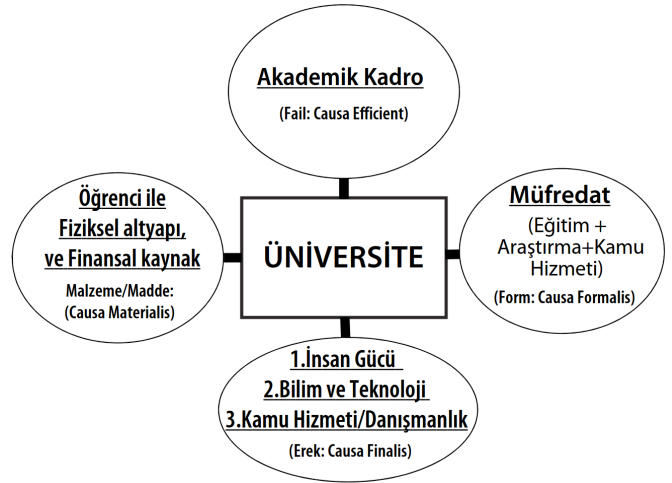 Akademik Kadro
(Fail: Causa Efficient)
Öğrenci ile
Fiziksel altyapı,
ve Finansal kaynak
Malzeme/Madde:
(Causa Materialis)
ÜNİVERSİTE
Müfredat
(Eğitim +
Araştırma+Kamu
Hizmeti)
(Form: Causa Formalis)
1.İnsan Gücü
2.Bilim ve Teknoloji
3.Kamu Hizmeti/Danışmanlık
(Erek: Causa Finalis)